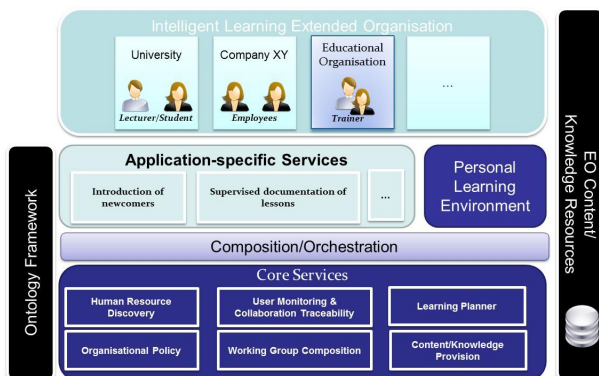 Intelligent Learning Extended Organisation
University
Lecturer/Student
Company XY
Employees
Educational
Organisation
Trainer
...
Ontology Framework
Application-specific Services
Introduction of
newcomers
Supervised documentation of
lessons
...
Personal
Learning
Environment
EO Content/
Knowledge Resources
Composition/Orchestration
Core Services
Human Resource
Discovery
User Monitoring &
Collaboration Traceability
Learning Planner
Organisational Policy
Working Group Composition
Content/Knowledge
Provision